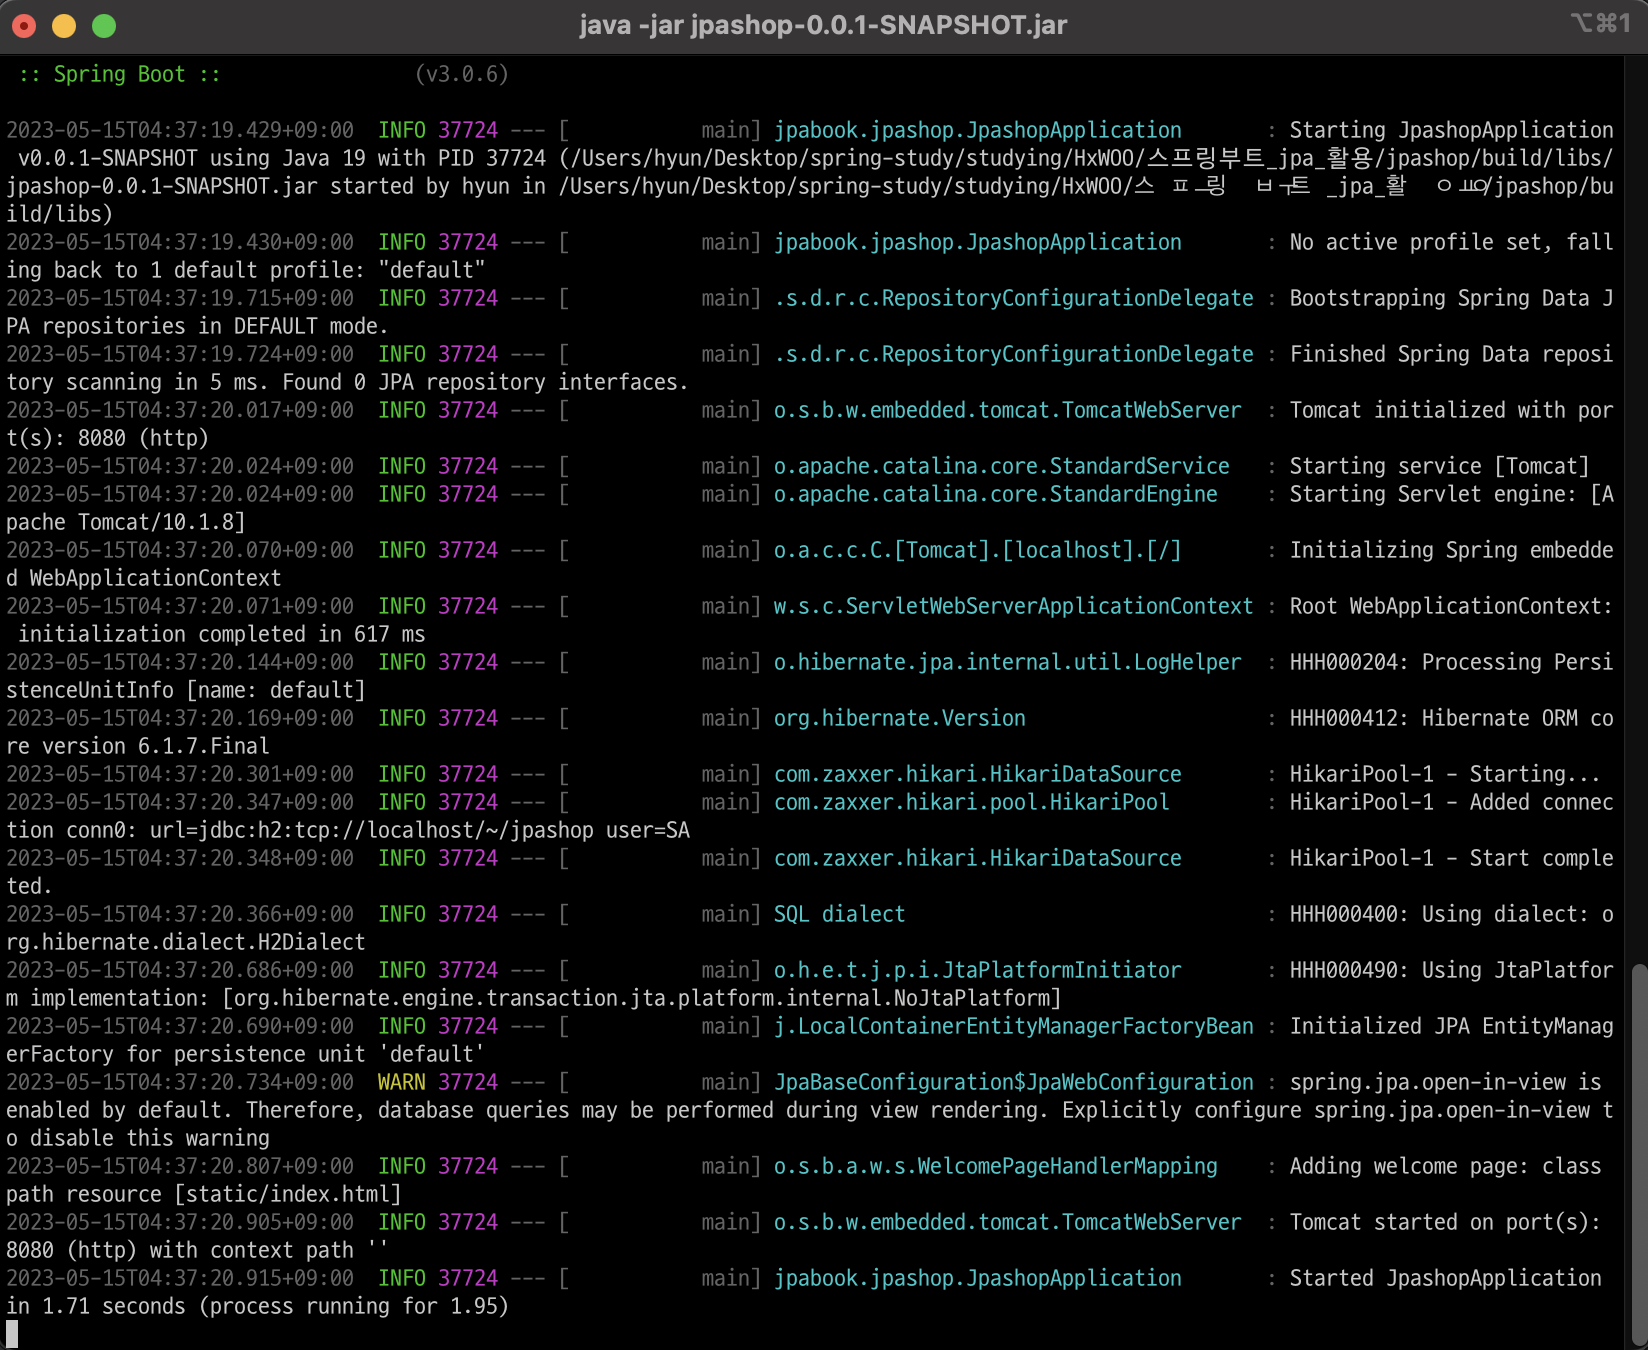 java -jar jpashop-0.0.1-SNAPSHOT.jar ⌥⌘1
:: Spring Boot :: (v3.0.6)
2023-05-15T04:37:19.429+09:00 INFO 37724 --- [ main] jpabook.jpashop.JpashopApplication : Starting JpashopApplication
v0.0.1-SNAPSHOT using Java 19 with PID 37724 (/Users/hyun/Desktop/spring-study/studying/HxWOO/스프링부트_jpa_활용/jpashop/build/libs/
jpashop-0.0.1-SNAPSHOT.jar started by hyun in /Users/hyun/Desktop/spring-study/studying/HxWOO/스프링부트_jpa_활용/jpashop/bu
ild/libs)
2023-05-15T04:37:19.430+09:00 INFO 37724 --- [ main] jpabook.jpashop.JpashopApplication : No active profile set, fall
ing back to 1 default profile: "default"
2023-05-15T04:37:19.715+09:00 INFO 37724 --- [ main] .s.d.r.c.RepositoryConfigurationDelegate : Bootstrapping Spring Data J
PA repositories in DEFAULT mode.
2023-05-15T04:37:19.724+09:00 INFO 37724 --- [ main] .s.d.r.c.RepositoryConfigurationDelegate : Finished Spring Data reposi
tory scanning in 5 ms. Found 0 JPA repository interfaces.
2023-05-15T04:37:20.017+09:00 INFO 37724 --- [ main] o.s.b.w.embedded.tomcat.TomcatWebServer : Tomcat initialized with por
t(s): 8080 (http)
2023-05-15T04:37:20.024+09:00 INFO 37724 --- [ main] o.apache.catalina.core.StandardService : Starting service [Tomcat]
2023-05-15T04:37:20.024+09:00 INFO 37724 --- [ main] o.apache.catalina.core.StandardEngine : Starting Servlet engine: [A
pache Tomcat/10.1.8]
2023-05-15T04:37:20.070+09:00 INFO 37724 --- [ main] o.a.c.c.C.[Tomcat].[localhost].[/] : Initializing Spring embedde
d WebApplicationContext
2023-05-15T04:37:20.071+09:00 INFO 37724 --- [ main] w.s.c.ServletWebServerApplicationContext : Root WebApplicationContext:
initialization completed in 617 ms
2023-05-15T04:37:20.144+09:00 INFO 37724 --- [ main] o.hibernate.jpa.internal.util.LogHelper : HHH000204: Processing Persi
stenceUnitInfo [name: default]
2023-05-15T04:37:20.169+09:00 INFO 37724 --- [ main] org.hibernate.Version : HHH000412: Hibernate ORM co
re version 6.1.7.Final
2023-05-15T04:37:20.301+09:00 INFO 37724 --- [ main] com.zaxxer.hikari.HikariDataSource : HikariPool-1 - Starting...
2023-05-15T04:37:20.347+09:00 INFO 37724 --- [ main] com.zaxxer.hikari.pool.HikariPool : HikariPool-1 - Added connec
tion conn0: url=jdbc:h2:tcp://localhost/~/jpashop user=SA
2023-05-15T04:37:20.348+09:00 INFO 37724 --- [ main] com.zaxxer.hikari.HikariDataSource : HikariPool-1 - Start comple
ted.
2023-05-15T04:37:20.366+09:00 INFO 37724 --- [ main] SQL dialect : HHH000400: Using dialect: o
rg.hibernate.dialect.H2Dialect
2023-05-15T04:37:20.686+09:00 INFO 37724 --- [ main] o.h.e.t.j.p.i.JtaPlatformInitiator : HHH000490: Using JtaPlatfor
m implementation: [org.hibernate.engine.transaction.jta.platform.internal.NoJtaPlatform]
2023-05-15T04:37:20.690+09:00 INFO 37724 --- [ main] j.LocalContainerEntityManagerFactoryBean : Initialized JPA EntityManag
erFactory for persistence unit 'default'
2023-05-15T04:37:20.734+09:00 WARN 37724 --- [ main] JpaBaseConfiguration$JpaWebConfiguration : spring.jpa.open-in-view is
enabled by default. Therefore, database queries may be performed during view rendering. Explicitly configure spring.jpa.open-in-view t
o disable this warning
2023-05-15T04:37:20.807+09:00 INFO 37724 --- [ main] o.s.b.a.w.s.WelcomePageHandlerMapping : Adding welcome page: class
path resource [static/index.html]
2023-05-15T04:37:20.905+09:00 INFO 37724 --- [ main] o.s.b.w.embedded.tomcat.TomcatWebServer : Tomcat started on port(s):
8080 (http) with context path ''
2023-05-15T04:37:20.915+09:00 INFO 37724 --- [ main] jpabook.jpashop.JpashopApplication : Started JpashopApplication
in 1.71 seconds (process running for 1.95)